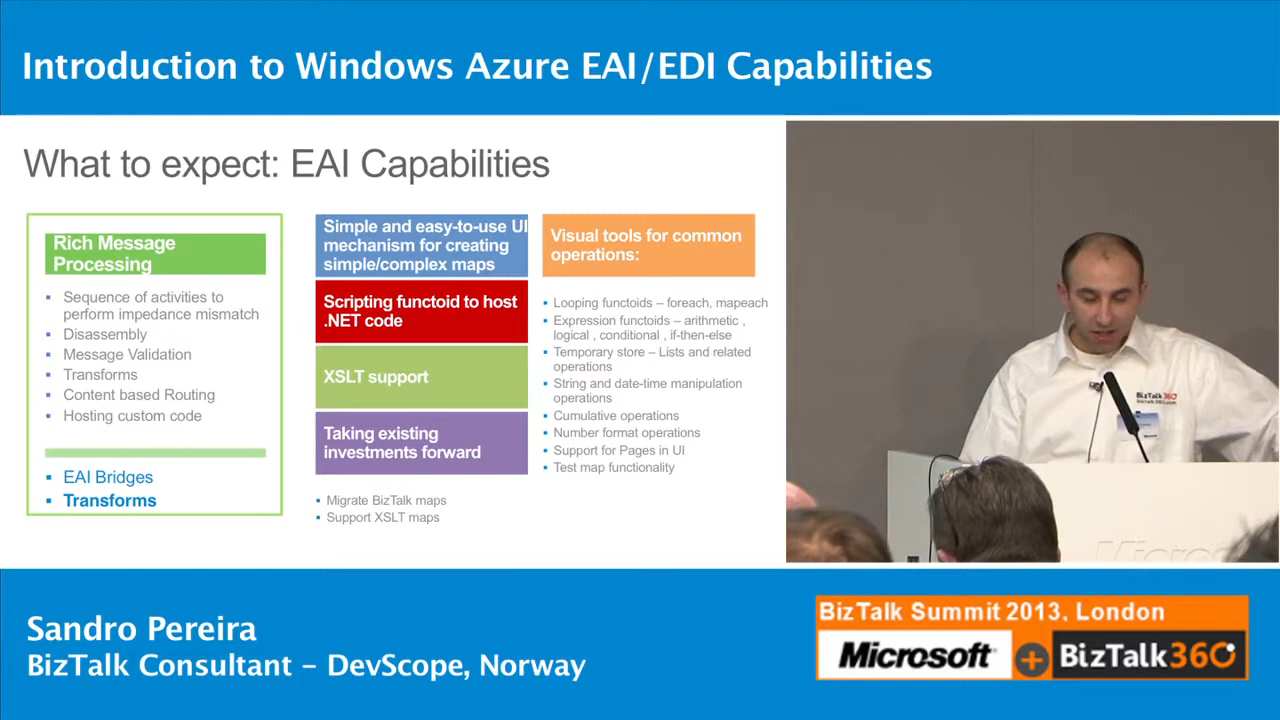 Introduction to Windows Azure EAI/EDI Capabilities
What to expect: EAI Capabilities
Rich Message
Processing
Sequence of activities to
perform impedance mismatch
Disassembly
Message Validation
Transforms
Content based Routing
Hosting custom code
EAI Bridges
Transforms
Simple and easy-to-use UI
mechanism for creating
simple/complex maps
Scripting functoid to host
.NET code
XSLT support
Taking existing
investments forward
Migrate BizTalk maps
Support XSLT maps
Visual tools for common
operations:
Looping functoids – foreach, mapeach
Expression functoids – arithmetic ,
logical , conditional , if-then-else
Temporary store – Lists and related
operations
String and date-time manipulation
operations
Cumulative operations
Number format operations
Support for Pages in UI
Test map functionality
BizTalk360
biztalk360.com
Microsoft
Sandro Pereira
BizTalk Consultant – DevScope, Norway
BizTalk Summit 2013, London
Microsoft + BizTalk360